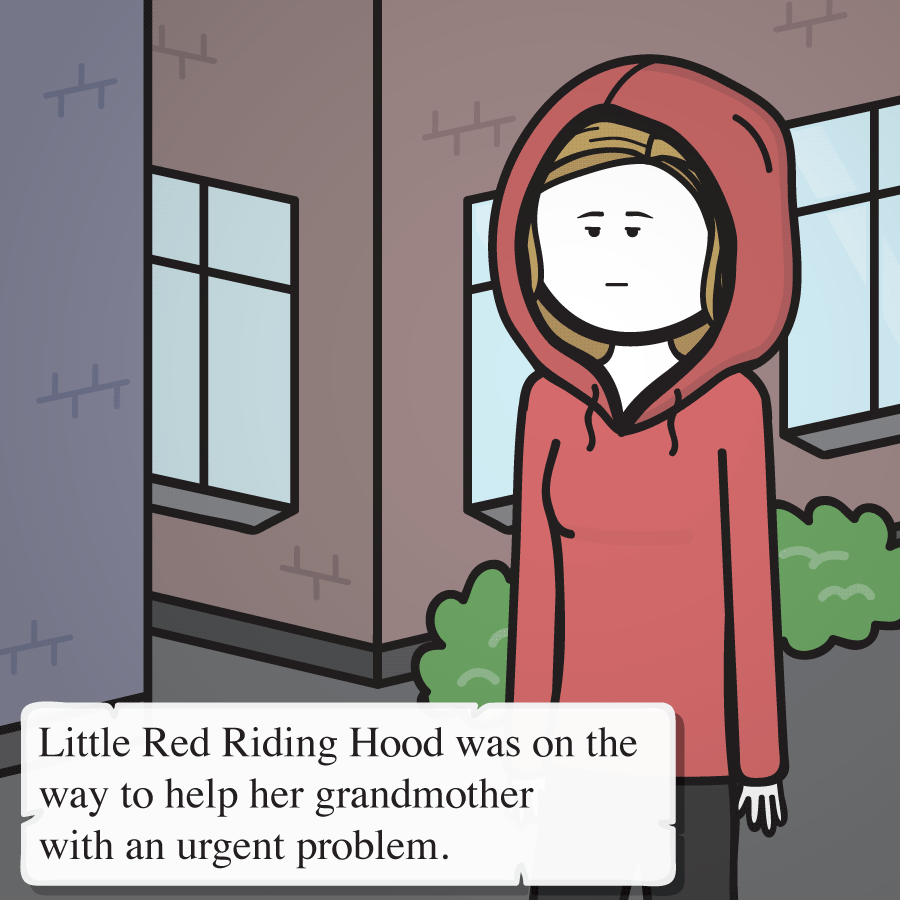 Little Red Riding Hood was on the
way to help her grandmother
with an urgent problem.